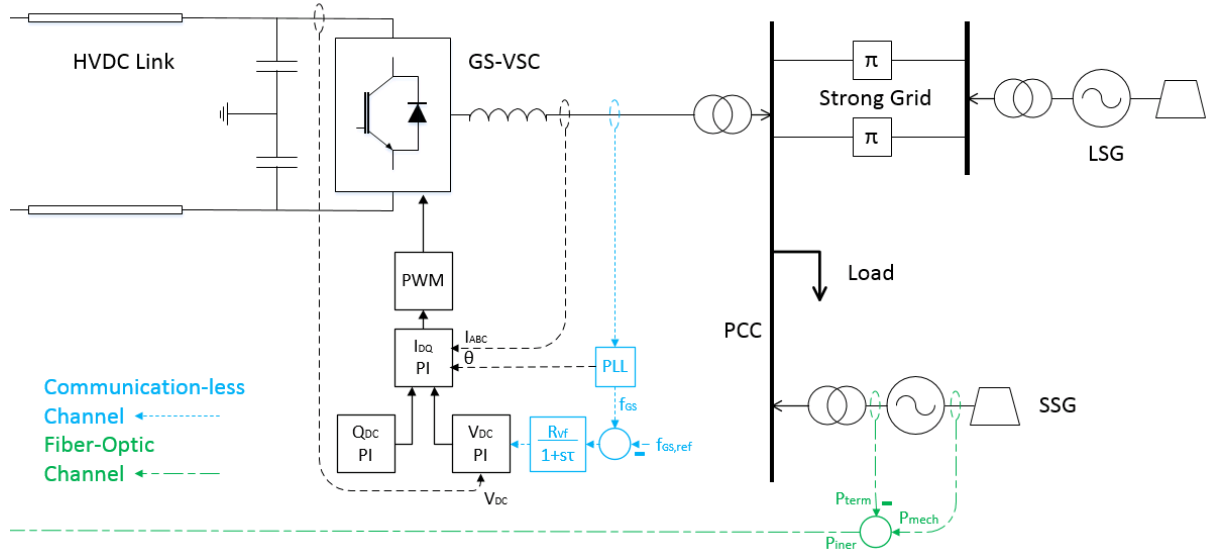 HVDC Link
GS-VSC
π
Strong Grid
π
LSG
PWM
Load
PCC
IABC
θ
IDQ
PI
PLL
fGS
Communication-less
Channel
Fiber-Optic
Channel
QDC
PI
VDC
PI
RVf
1+sτ
fGS,ref
-
VDC
SSG
Pterm
-
Pmech
Piner